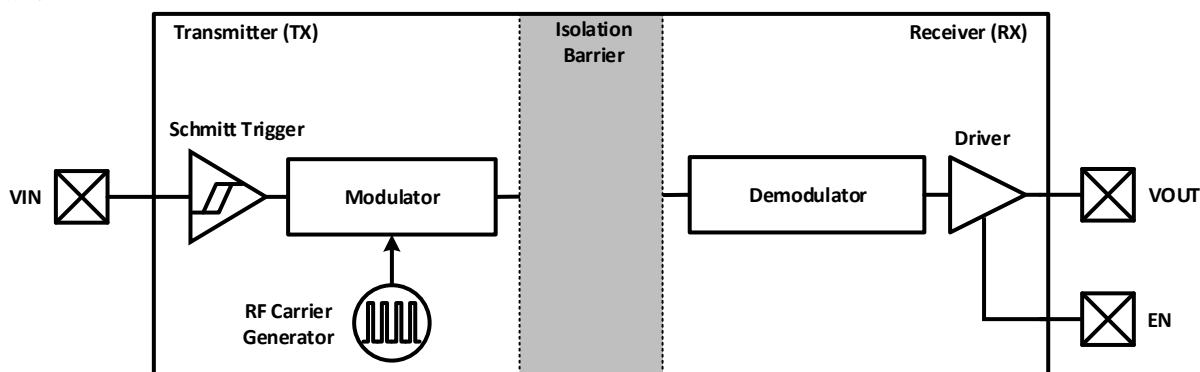 Transmitter (TX)
Isolation
Barrier
Receiver (RX)
Schmitt Trigger
Driver
VIN
Modulator
Demodulator
VOUT
RF Carrier
Generator
EN